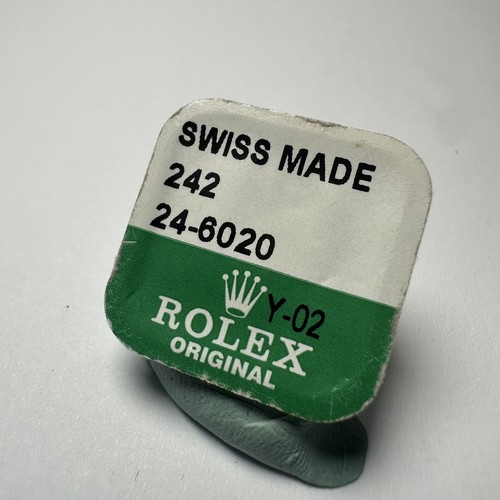 SWISS MADE
242
24-6020
Y-02
ROLEX
ORIGINAL